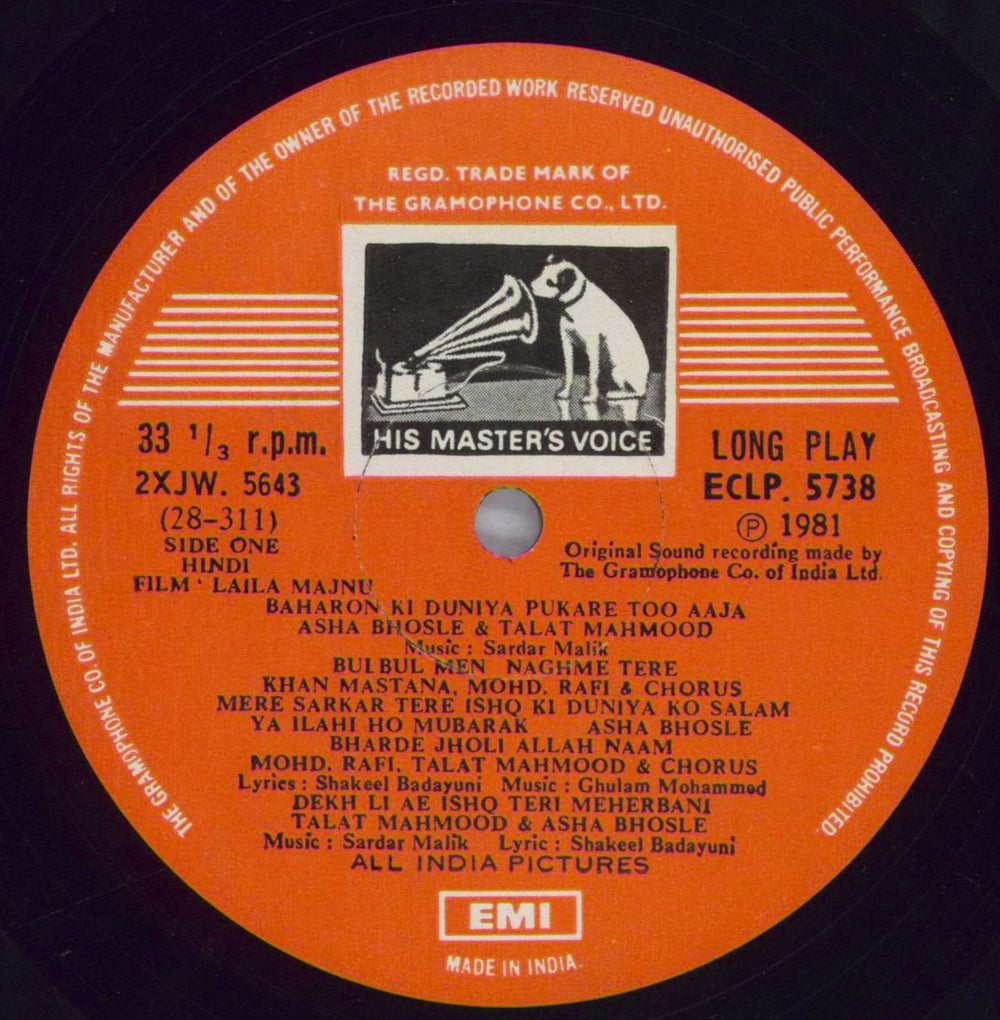 THE GRAMOPHONE CO. OF INDIA LTD. ALL RIGHTS OF THE MANUFACTURER AND OF THE OWNER OF THE RECORDED WORK RESERVED UNAUTHORISED PUBLIC PERFORMANCE BROADCASTING AND COPYING OF THIS RECORD PROHIBITED.
REGD. TRADE MARK OF
THE GRAMOPHONE CO., LTD.
HIS MASTER'S VOICE
33 1/3 r.p.m.
2XJW. 5643
(28-311)
SIDE ONE
HINDI
FILM ' LAILA MAJNU
LONG PLAY
ECLP. 5738
Ⓟ 1981
Original Sound recording made by
The Gramophone Co. of India Ltd.
BAHARON KI DUNIYA PUKARE TOO AAJA
ASHA BHOSLE & TALAT MAHMOOD
Music : Sardar Malik
BULBUL MEN NAGHME TERE
KHAN MASTANA, MOHD. RAFI & CHORUS
MERE SARKAR TERE ISHQ KI DUNIYA KO SALAM
YA ILAHI HO MUBARAK ASHA BHOSLE
BHARDE JHOLI ALLAH NAAM
MOHD. RAFI, TALAT MAHMOOD & CHORUS
Lyrics : Shakeel Badayuni Music : Ghulam Mohammed
DEKH LI AE ISHQ TERI MEHERBANI
TALAT MAHMOOD & ASHA BHOSLE
Music : Sardar Malik Lyric : Shakeel Badayuni
ALL INDIA PICTURES
EMI
MADE IN INDIA.